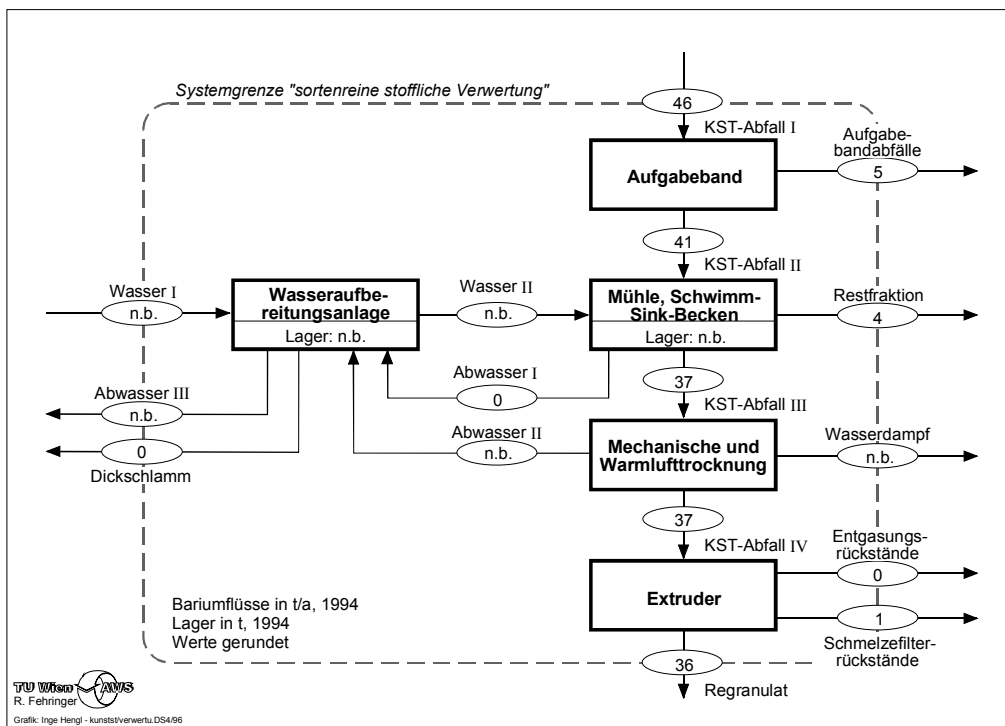 Systemgrenze "sortenreine stoffliche Verwertung"
46
KST-Abfall I
Aufgabeband
Aufgabe-
bandabfälle
5
41
KST-Abfall II
Wasser I
n.b.
Wasseraufbe-
reitungsanlage
Lager: n.b.
Wasser II
n.b.
Mühle, Schwimm-
Sink-Becken
Lager: n.b.
Restfraktion
4
Abwasser I
0
37
KST-Abfall III
Abwasser III
n.b.
0
Dickschlamm
Abwasser II
n.b.
Mechanische und
Warmlufttrocknung
Wasserdampf
n.b.
37
KST-Abfall IV
Extruder
Entgasungs-
rückstände
0
1
Schmelzefilter-
rückstände
36
Regranulat
Bariumflüsse in t/a, 1994
Lager in t, 1994
Werte gerundet
TU Wien AWS
R. Fehringer
Grafik: Inge Hengl - kunstst/verwertu.DS4/96